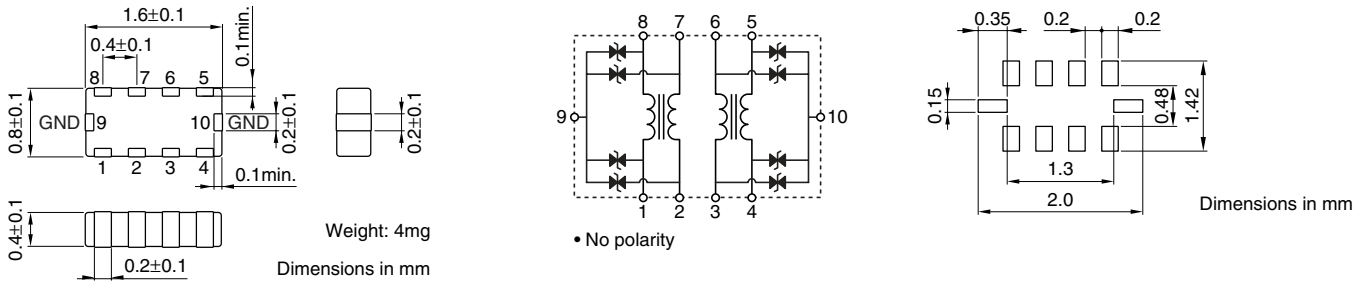 1.6±0.1
0.4±0.1
0.1min.
8 7 6 5
0.8±0.1
GND 9 10 GND
0.2±0.1
0.2±0.1
1 2 3 4
0.1min.
0.4±0.1
0.2±0.1
Weight: 4mg
Dimensions in mm
8 7 6 5
9 10
1 2 3 4
• No polarity
0.35 0.2 0.2
0.15
0.48
1.42
1.3
2.0
Dimensions in mm